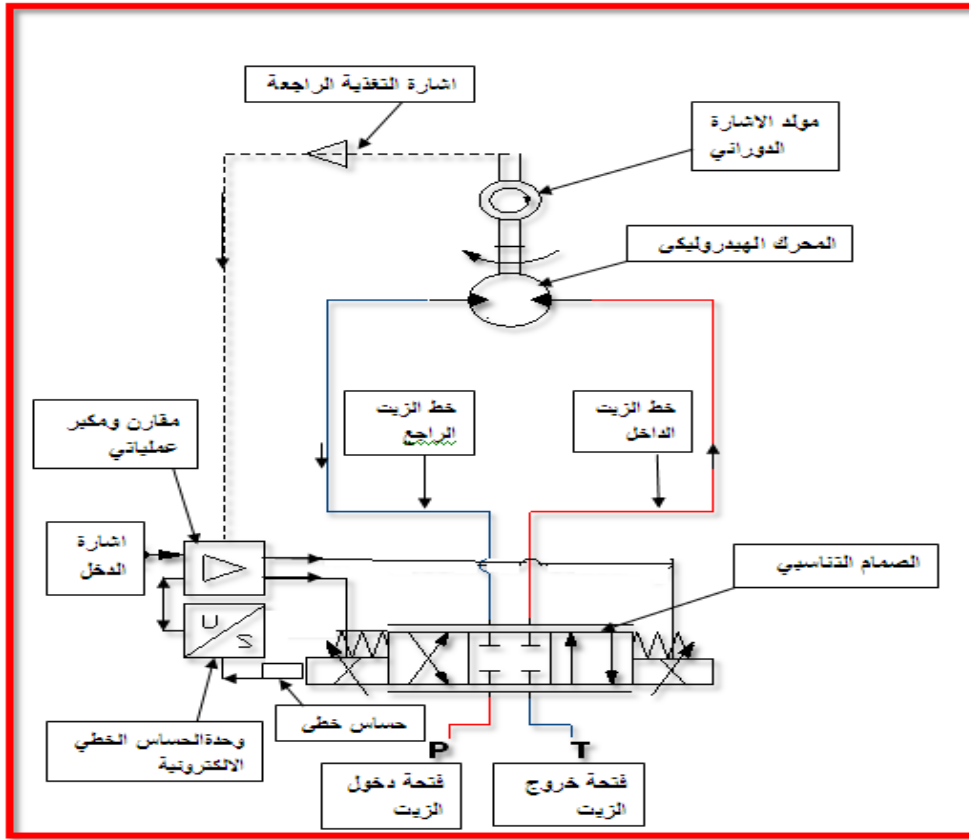 اشارة التغذية الراجعة
مولد الاشارة
الدوراني
المحرك الهيدروليكي
خط الزيت
الراجع
خط الزيت
الداخل
مقارن ومكبر
عملياتي
اشارة
الدخل
الصمام التناسبي
U
S
حساس خطي
وحدةالحساس الخطي
الالكترونية
P
T
فتحة دخول
الزيت
فتحة خروج
الزيت